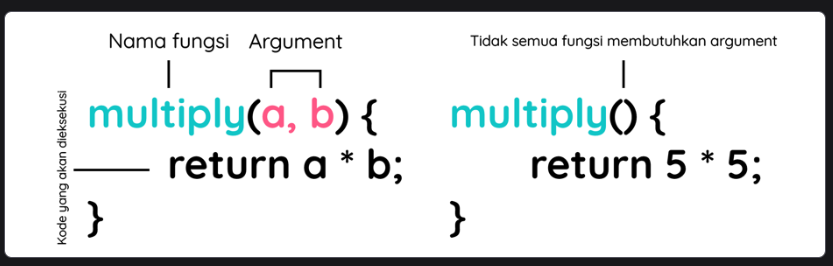 Nama fungsi Argument
Kode yang akan dieksekusi
multiply(a, b) {
return a * b;
}
Tidak semua fungsi membutuhkan argument
multiply() {
return 5 * 5;
}